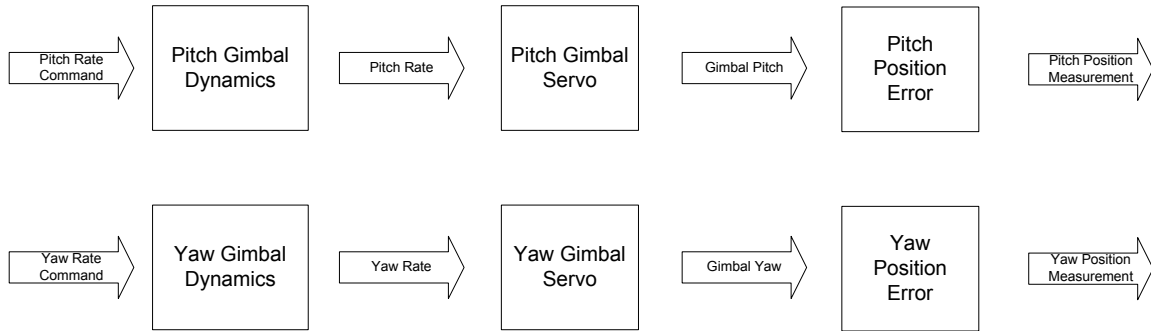 Pitch Rate
Command
Pitch Gimbal
Dynamics
Pitch Rate
Pitch Gimbal
Servo
Gimbal Pitch
Pitch
Position
Error
Pitch Position
Measurement
Yaw Rate
Command
Yaw Gimbal
Dynamics
Yaw Rate
Yaw Gimbal
Servo
Gimbal Yaw
Yaw
Position
Error
Yaw Position
Measurement